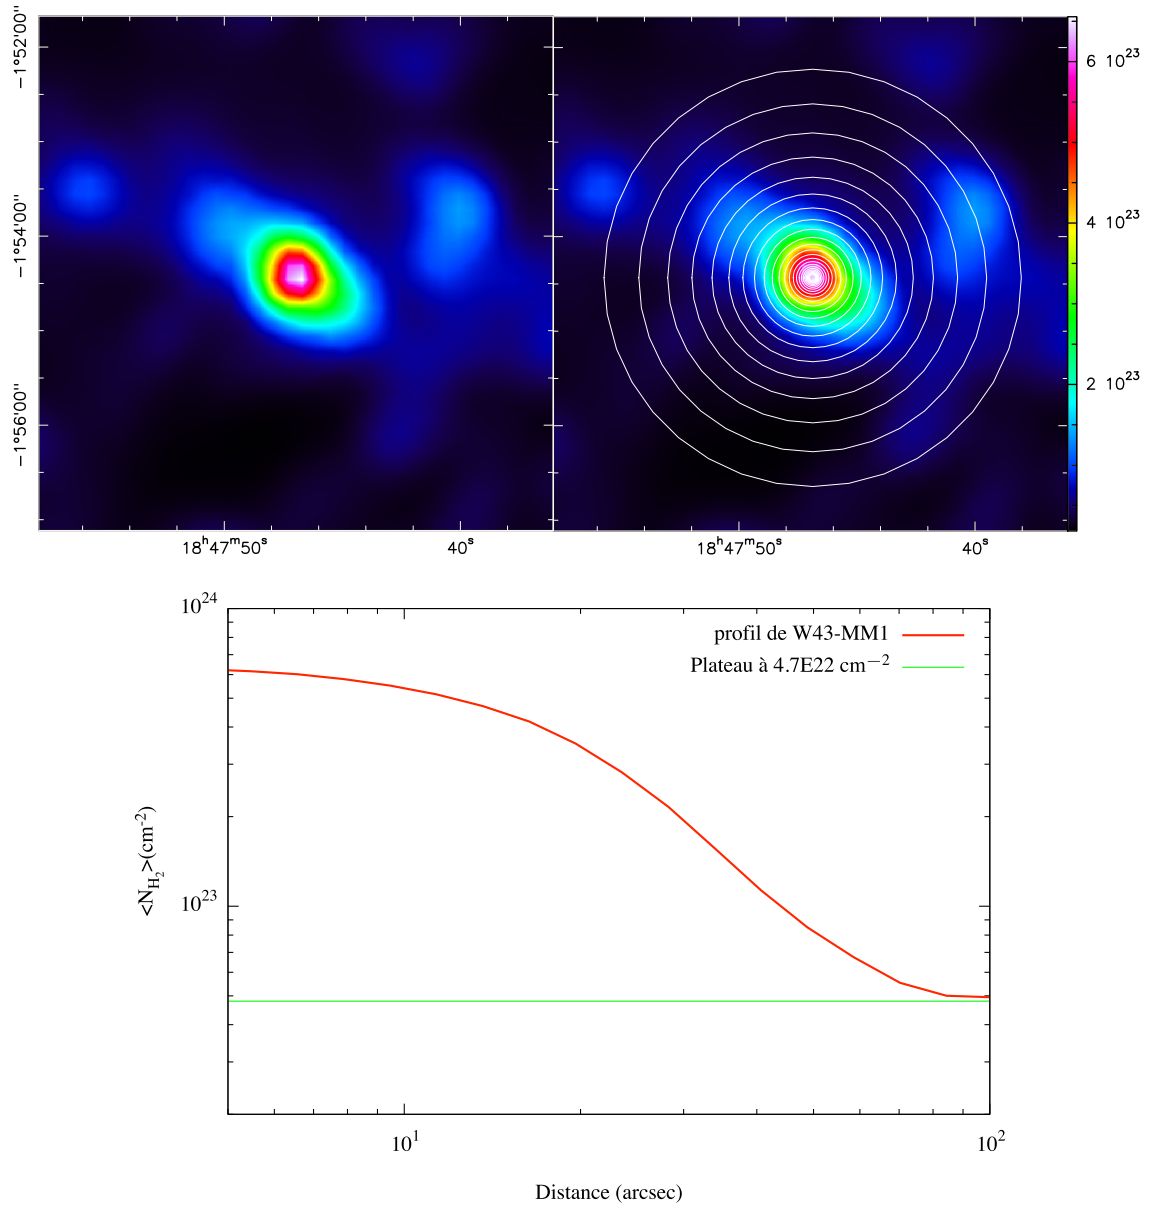 −1°52'00"
−1°54'00"
−1°56'00"
18ʰ47ᵐ50ˢ
40ˢ
18ʰ47ᵐ50ˢ
40ˢ
6 10²³
4 10²³
2 10²³
10²⁴
10²³
profil de W43-MM1
Plateau à 4.7E22 cm⁻²
<N_H₂>(cm⁻²)
10¹
10²
Distance (arcsec)